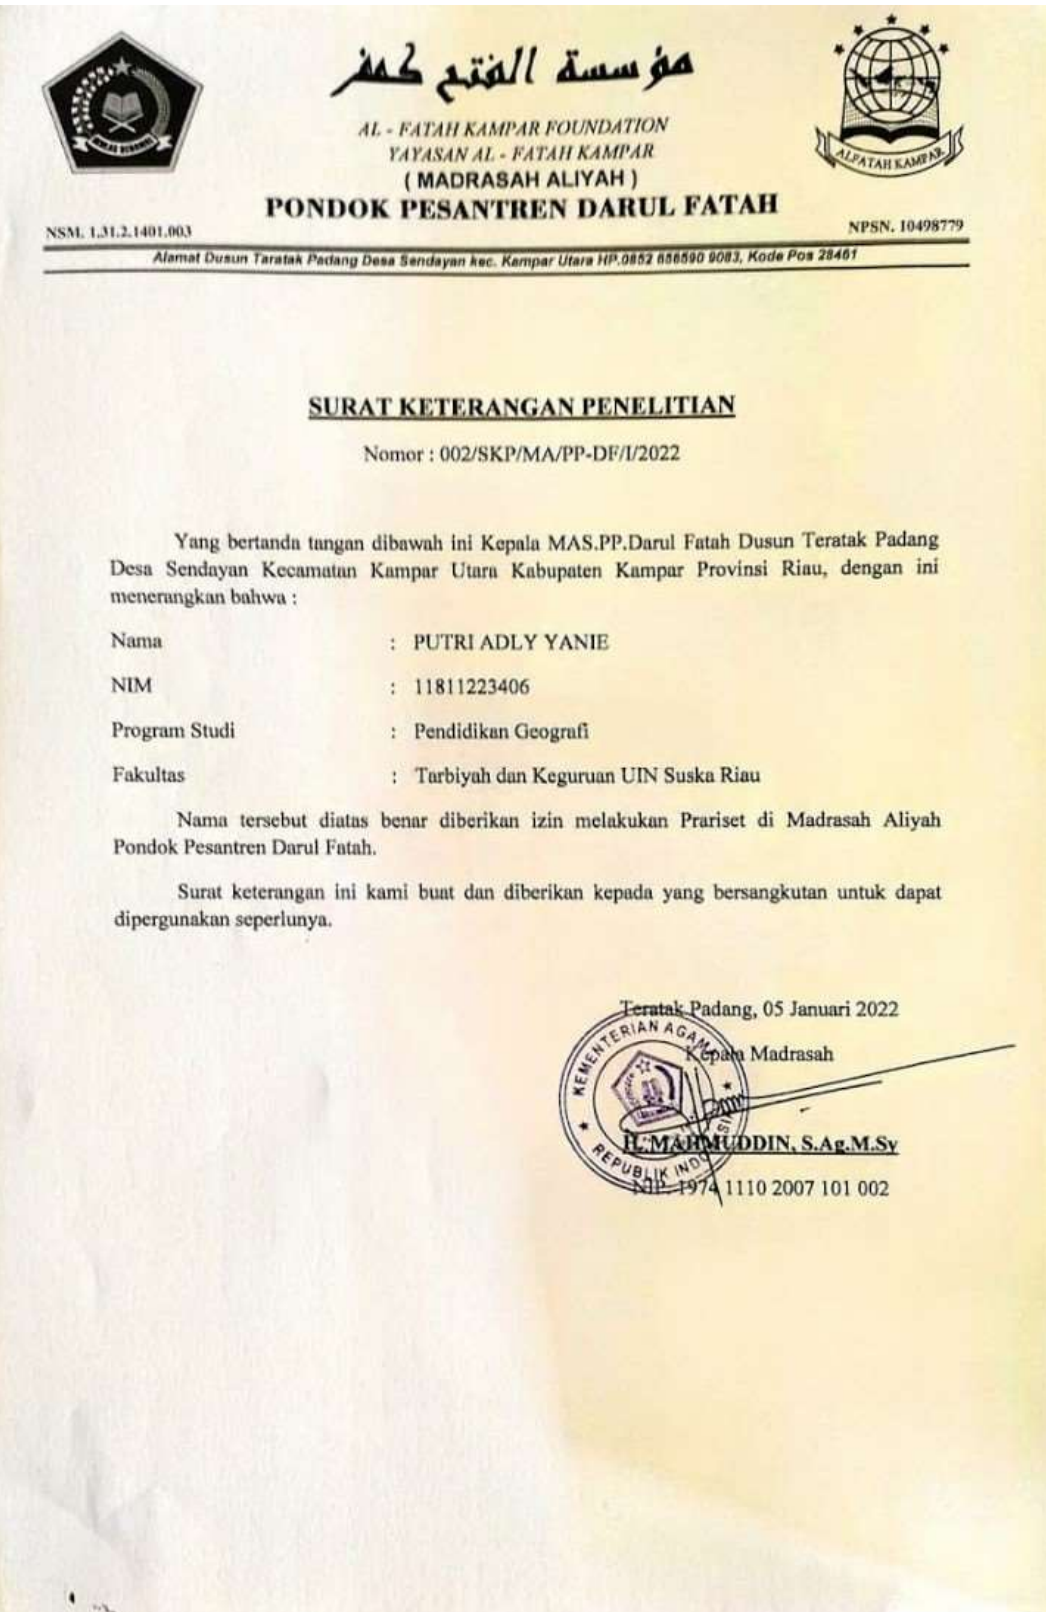 مؤسسة الفتح كمفر
AL - FATAH KAMPAR FOUNDATION
YAYASAN AL - FATAH KAMPAR
( MADRASAH ALIYAH )
PONDOK PESANTREN DARUL FATAH
ALFATAH KAMPAR
NSM. 1.31.2.1401.003
NPSN. 10498779
Alamat Dusun Taratak Padang Desa Sendayan kec. Kampar Utara HP.0852 656590 9083, Kode Pos 28461
SURAT KETERANGAN PENELITIAN
Nomor : 002/SKP/MA/PP-DF/I/2022
Yang bertanda tangan dibawah ini Kepala MAS.PP.Darul Fatah Dusun Teratak Padang
Desa Sendayan Kecamatan Kampar Utara Kabupaten Kampar Provinsi Riau, dengan ini
menerangkan bahwa :
Nama : PUTRI ADLY YANIE
NIM : 11811223406
Program Studi : Pendidikan Geografi
Fakultas : Tarbiyah dan Keguruan UIN Suska Riau
Nama tersebut diatas benar diberikan izin melakukan Prariset di Madrasah Aliyah
Pondok Pesantren Darul Fatah.
Surat keterangan ini kami buat dan diberikan kepada yang bersangkutan untuk dapat
dipergunakan seperlunya.
Teratak Padang, 05 Januari 2022
Kepala Madrasah
KEMENTERIAN AGAMA
REPUBLIK INDONESIA
H. MAHMUDDIN, S.Ag.M.Sy
NIP. 1974 1110 2007 101 002